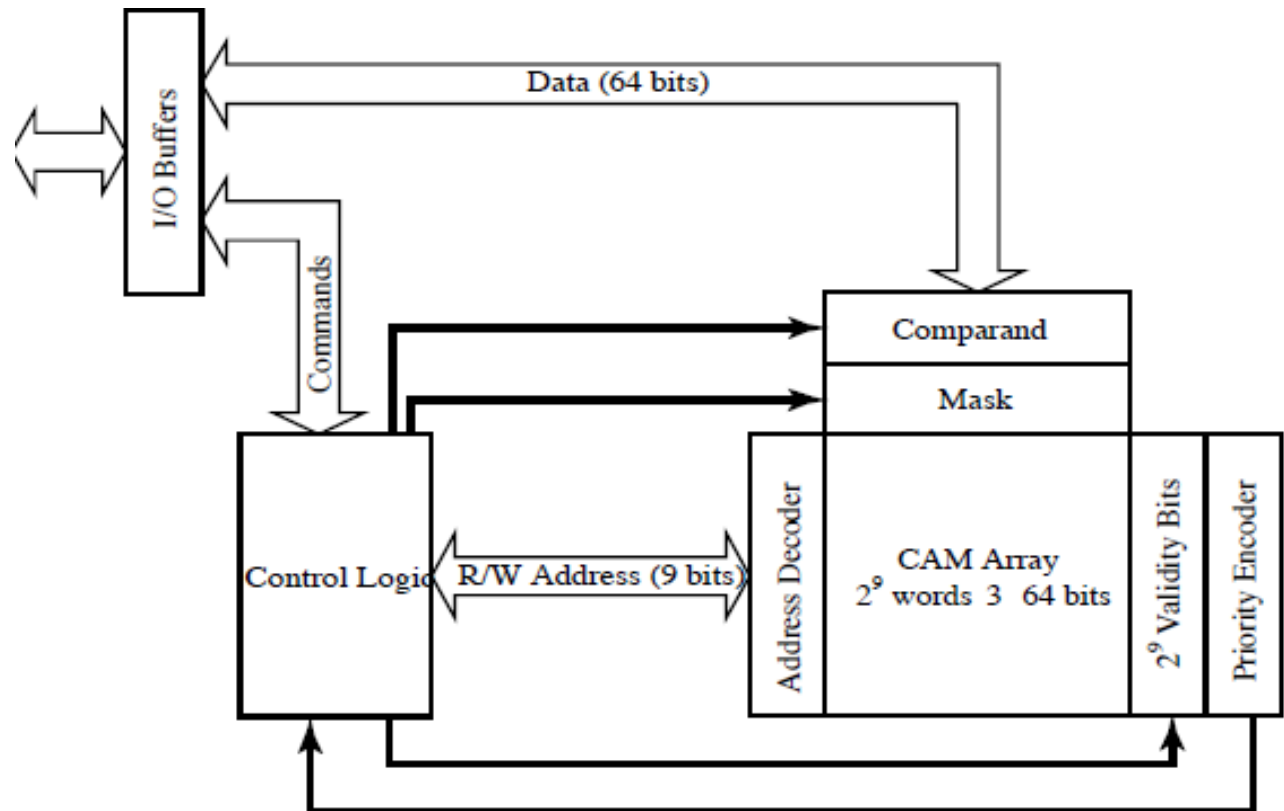 Data (64 bits)
I/O Buffers
Commands
Comparand
Mask
Control Logic
R/W Address (9 bits)
Address Decoder
CAM Array
2⁹ words 3 64 bits
2⁹ Validity Bits
Priority Encoder